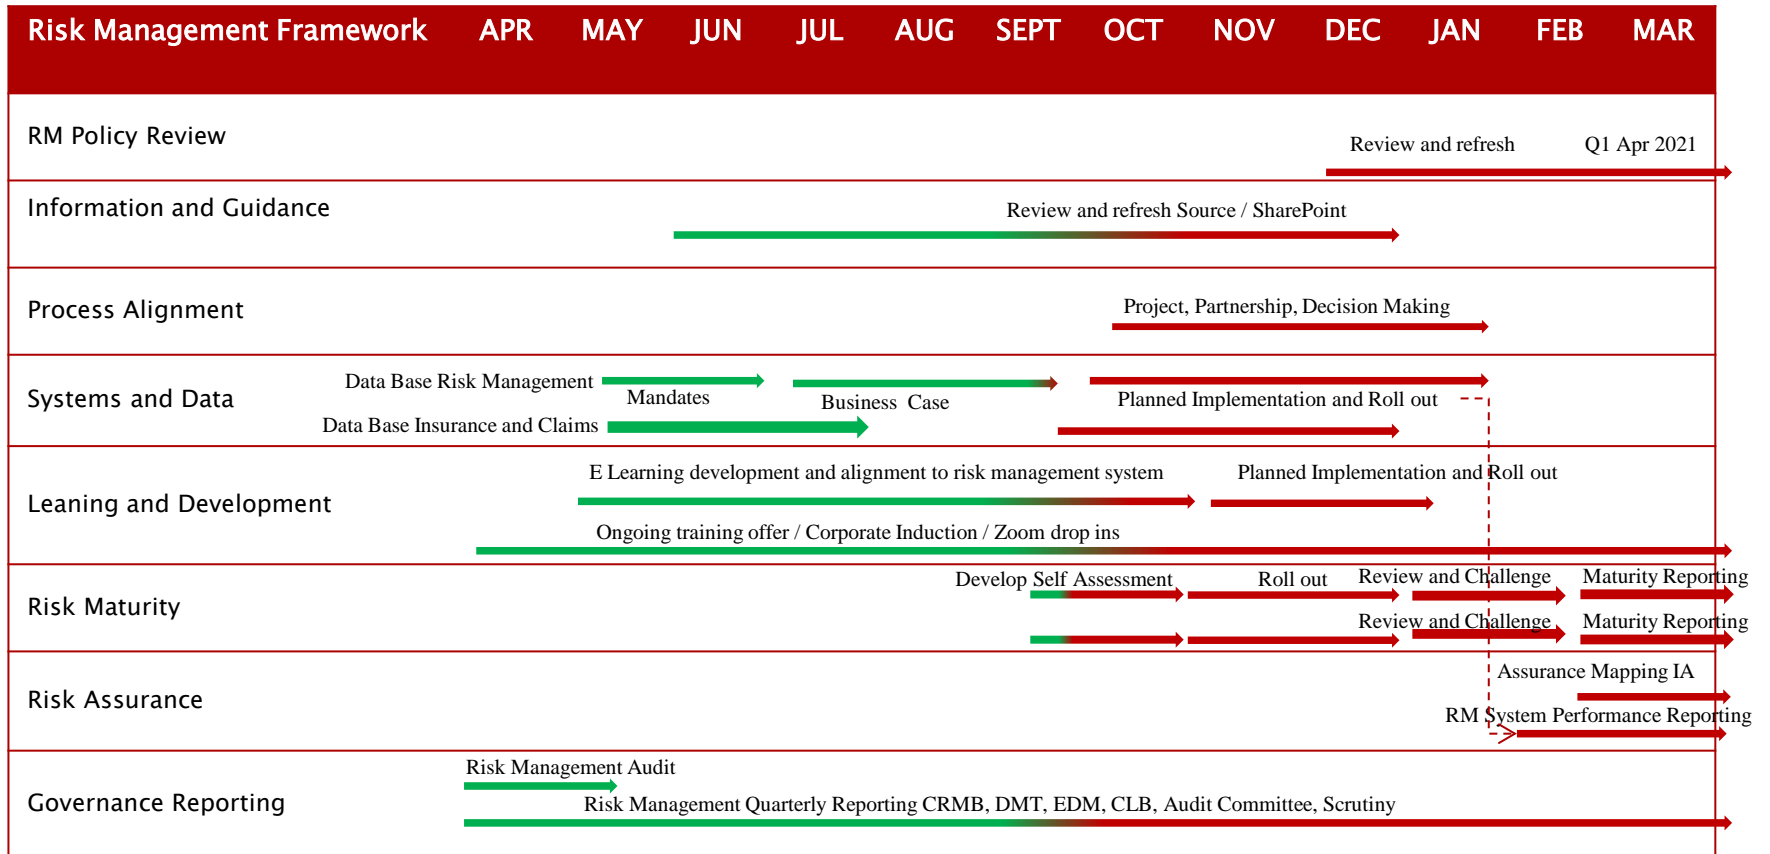 Risk Management Framework APR MAY JUN JUL AUG SEPT OCT NOV DEC JAN FEB MAR
RM Policy Review
Review and refresh
Q1 Apr 2021
Information and Guidance
Review and refresh Source / SharePoint
Process Alignment
Project, Partnership, Decision Making
Systems and Data
Data Base Risk Management
Mandates
Business Case
Planned Implementation and Roll out
Data Base Insurance and Claims
Leaning and Development
E Learning development and alignment to risk management system
Planned Implementation and Roll out
Ongoing training offer / Corporate Induction / Zoom drop ins
Risk Maturity
Develop Self Assessment
Roll out
Review and Challenge
Maturity Reporting
Review and Challenge
Maturity Reporting
Risk Assurance
Assurance Mapping IA
RM System Performance Reporting
Governance Reporting
Risk Management Audit
Risk Management Quarterly Reporting CRMB, DMT, EDM, CLB, Audit Committee, Scrutiny